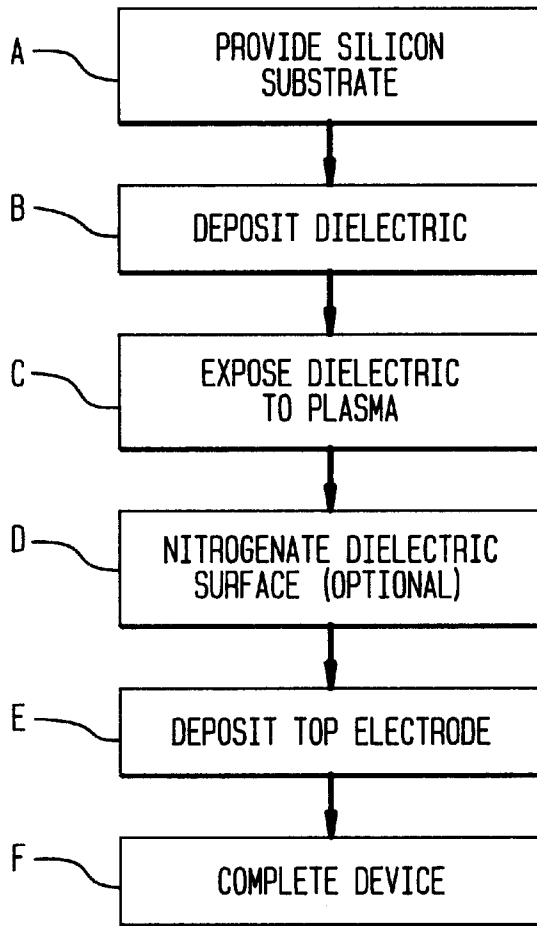 A
PROVIDE SILICON
SUBSTRATE
B
DEPOSIT DIELECTRIC
C
EXPOSE DIELECTRIC
TO PLASMA
D
NITROGENATE DIELECTRIC
SURFACE (OPTIONAL)
E
DEPOSIT TOP ELECTRODE
F
COMPLETE DEVICE